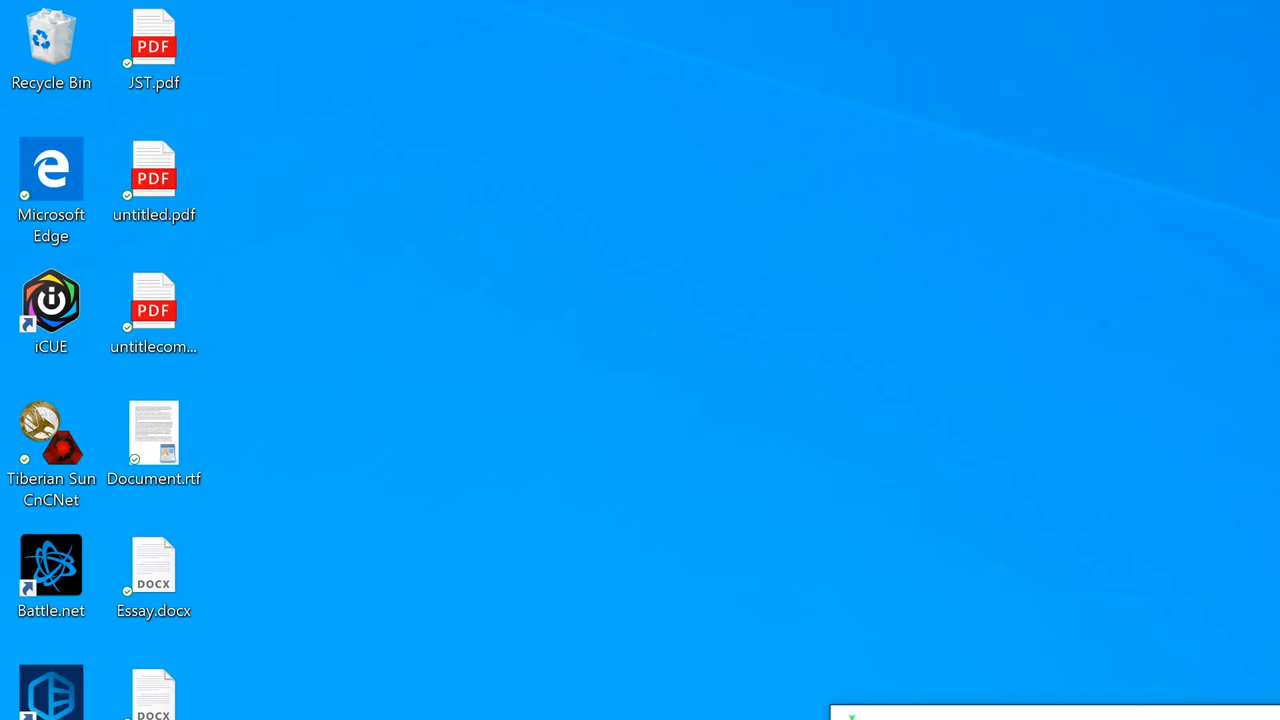 Recycle Bin
PDF
JST.pdf
Microsoft
Edge
PDF
untitled.pdf
iCUE
PDF
untitlecom...
Tiberian Sun
CnCNet
Document.rtf
Battle.net
DOCX
Essay.docx
DOCX